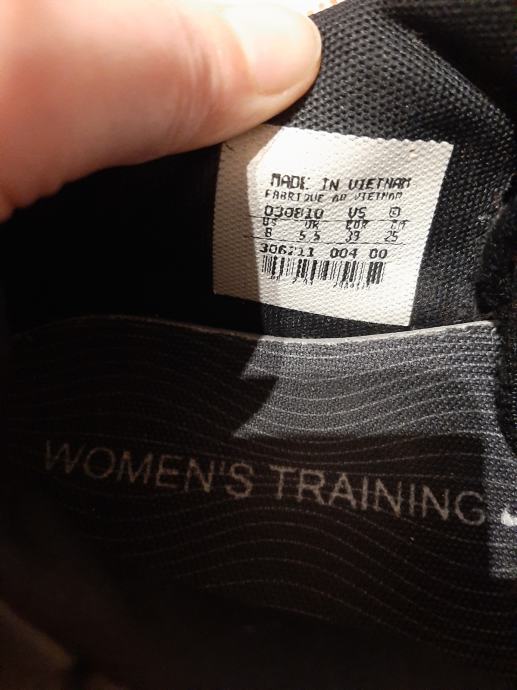 MADE IN VIETNAM
FABRIQUE AU VIETNAM
030810 VS
US UK EUR CM
8 5.5 39 25
306211 004 00
WOMEN'S TRAINING